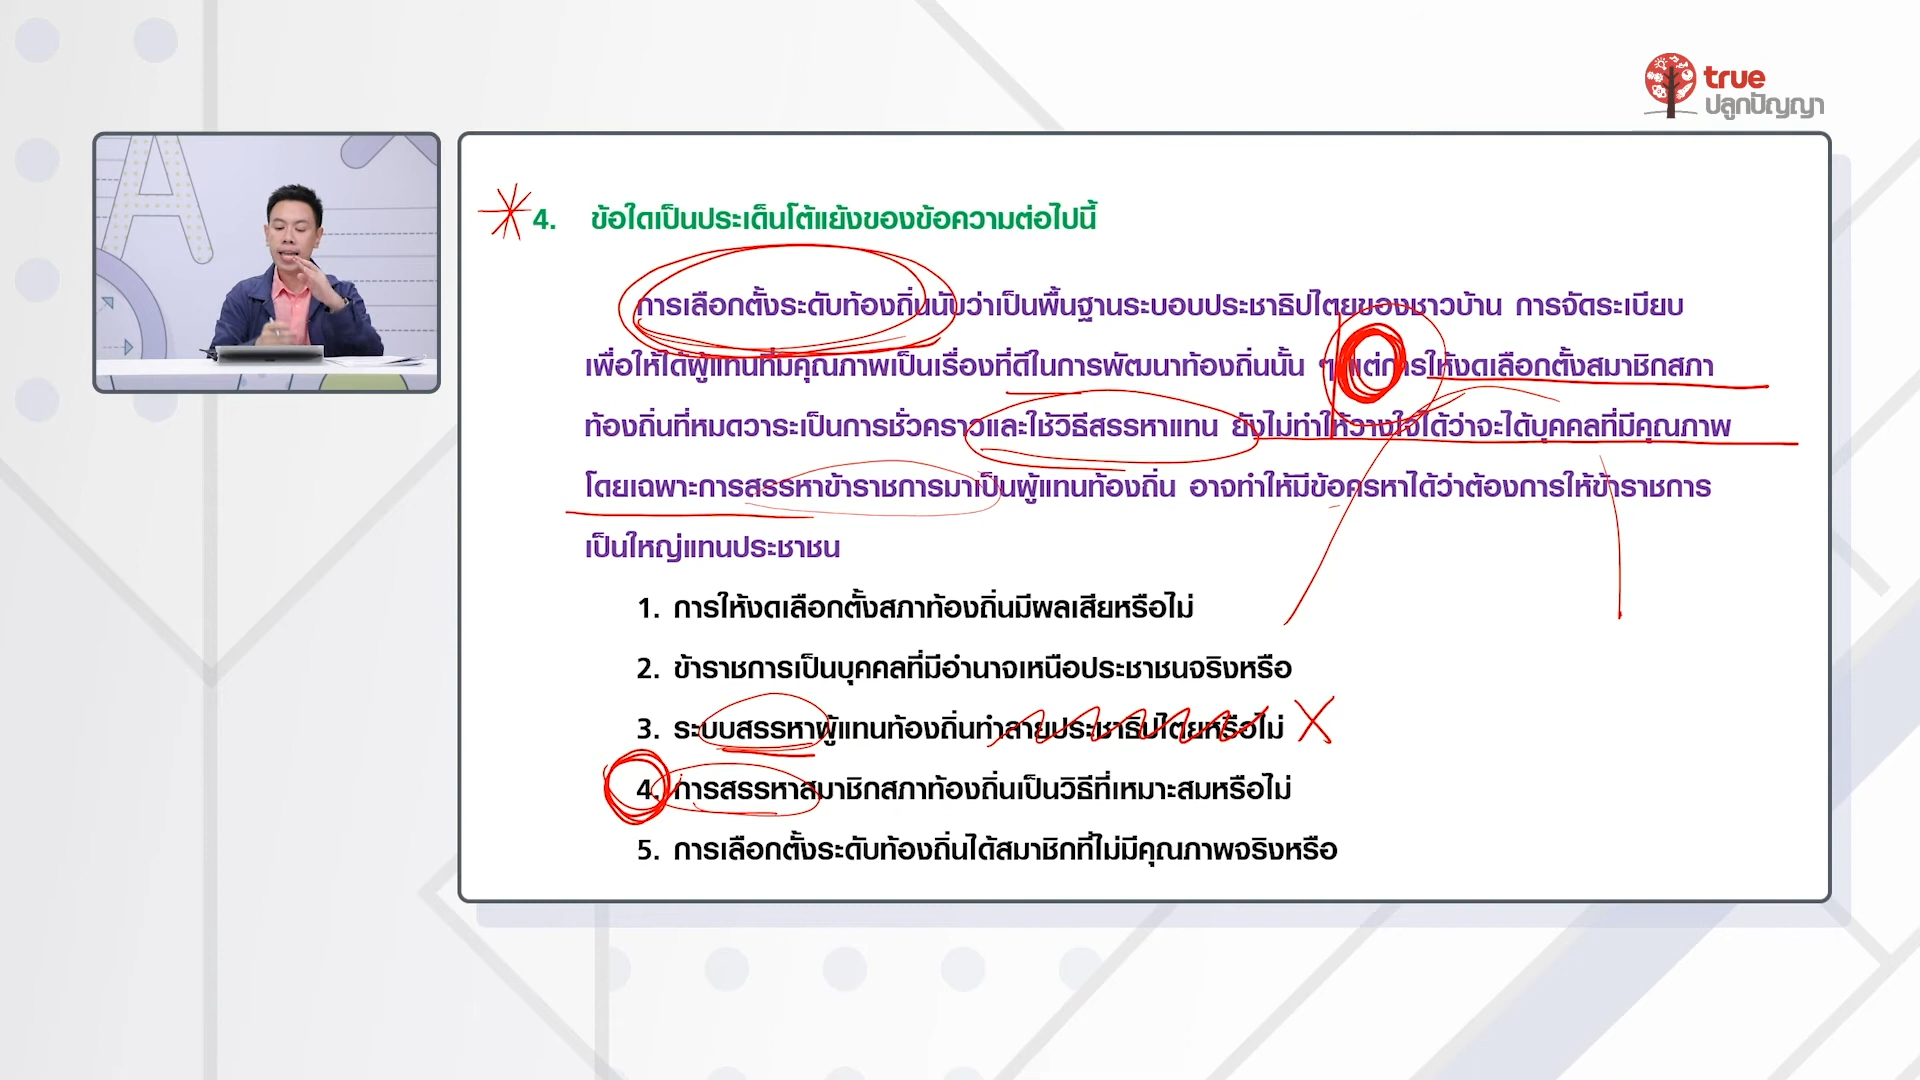 true
ปลูกปัญญา
4. ข้อใดเป็นประเด็นโต้แย้งของข้อความต่อไปนี้
การเลือกตั้งระดับท้องถิ่นนับว่าเป็นพื้นฐานระบอบประชาธิปไตยของชาวบ้าน การจัดระเบียบ
เพื่อให้ได้ผู้แทนที่มีคุณภาพเป็นเรื่องที่ดีในการพัฒนาท้องถิ่นนั้น ๆ แต่การให้งดเลือกตั้งสมาชิกสภา
ท้องถิ่นที่หมดวาระเป็นการชั่วคราวและใช้วิธีสรรหาแทน ยังไม่ทำให้วางใจได้ว่าจะได้บุคคลที่มีคุณภาพ
โดยเฉพาะการสรรหาข้าราชการมาเป็นผู้แทนท้องถิ่น อาจทำให้มีข้อครหาได้ว่าต้องการให้ข้าราชการ
เป็นใหญ่แทนประชาชน
1. การให้งดเลือกตั้งสภาท้องถิ่นมีผลเสียหรือไม่
2. ข้าราชการเป็นบุคคลที่มีอำนาจเหนือประชาชนจริงหรือ
3. ระบบสรรหาผู้แทนท้องถิ่นทำลายประชาธิปไตยหรือไม่
4. การสรรหาสมาชิกสภาท้องถิ่นเป็นวิธีที่เหมาะสมหรือไม่
5. การเลือกตั้งระดับท้องถิ่นได้สมาชิกที่ไม่มีคุณภาพจริงหรือ